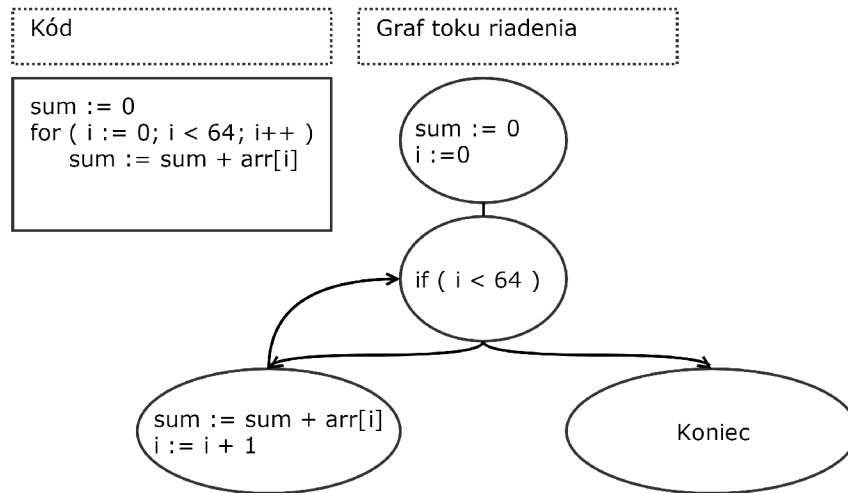 Kód
Graf toku riadenia
sum := 0
for ( i := 0; i < 64; i++ )
sum := sum + arr[i]
sum := 0
i :=0
if ( i < 64 )
sum := sum + arr[i]
i := i + 1
Koniec